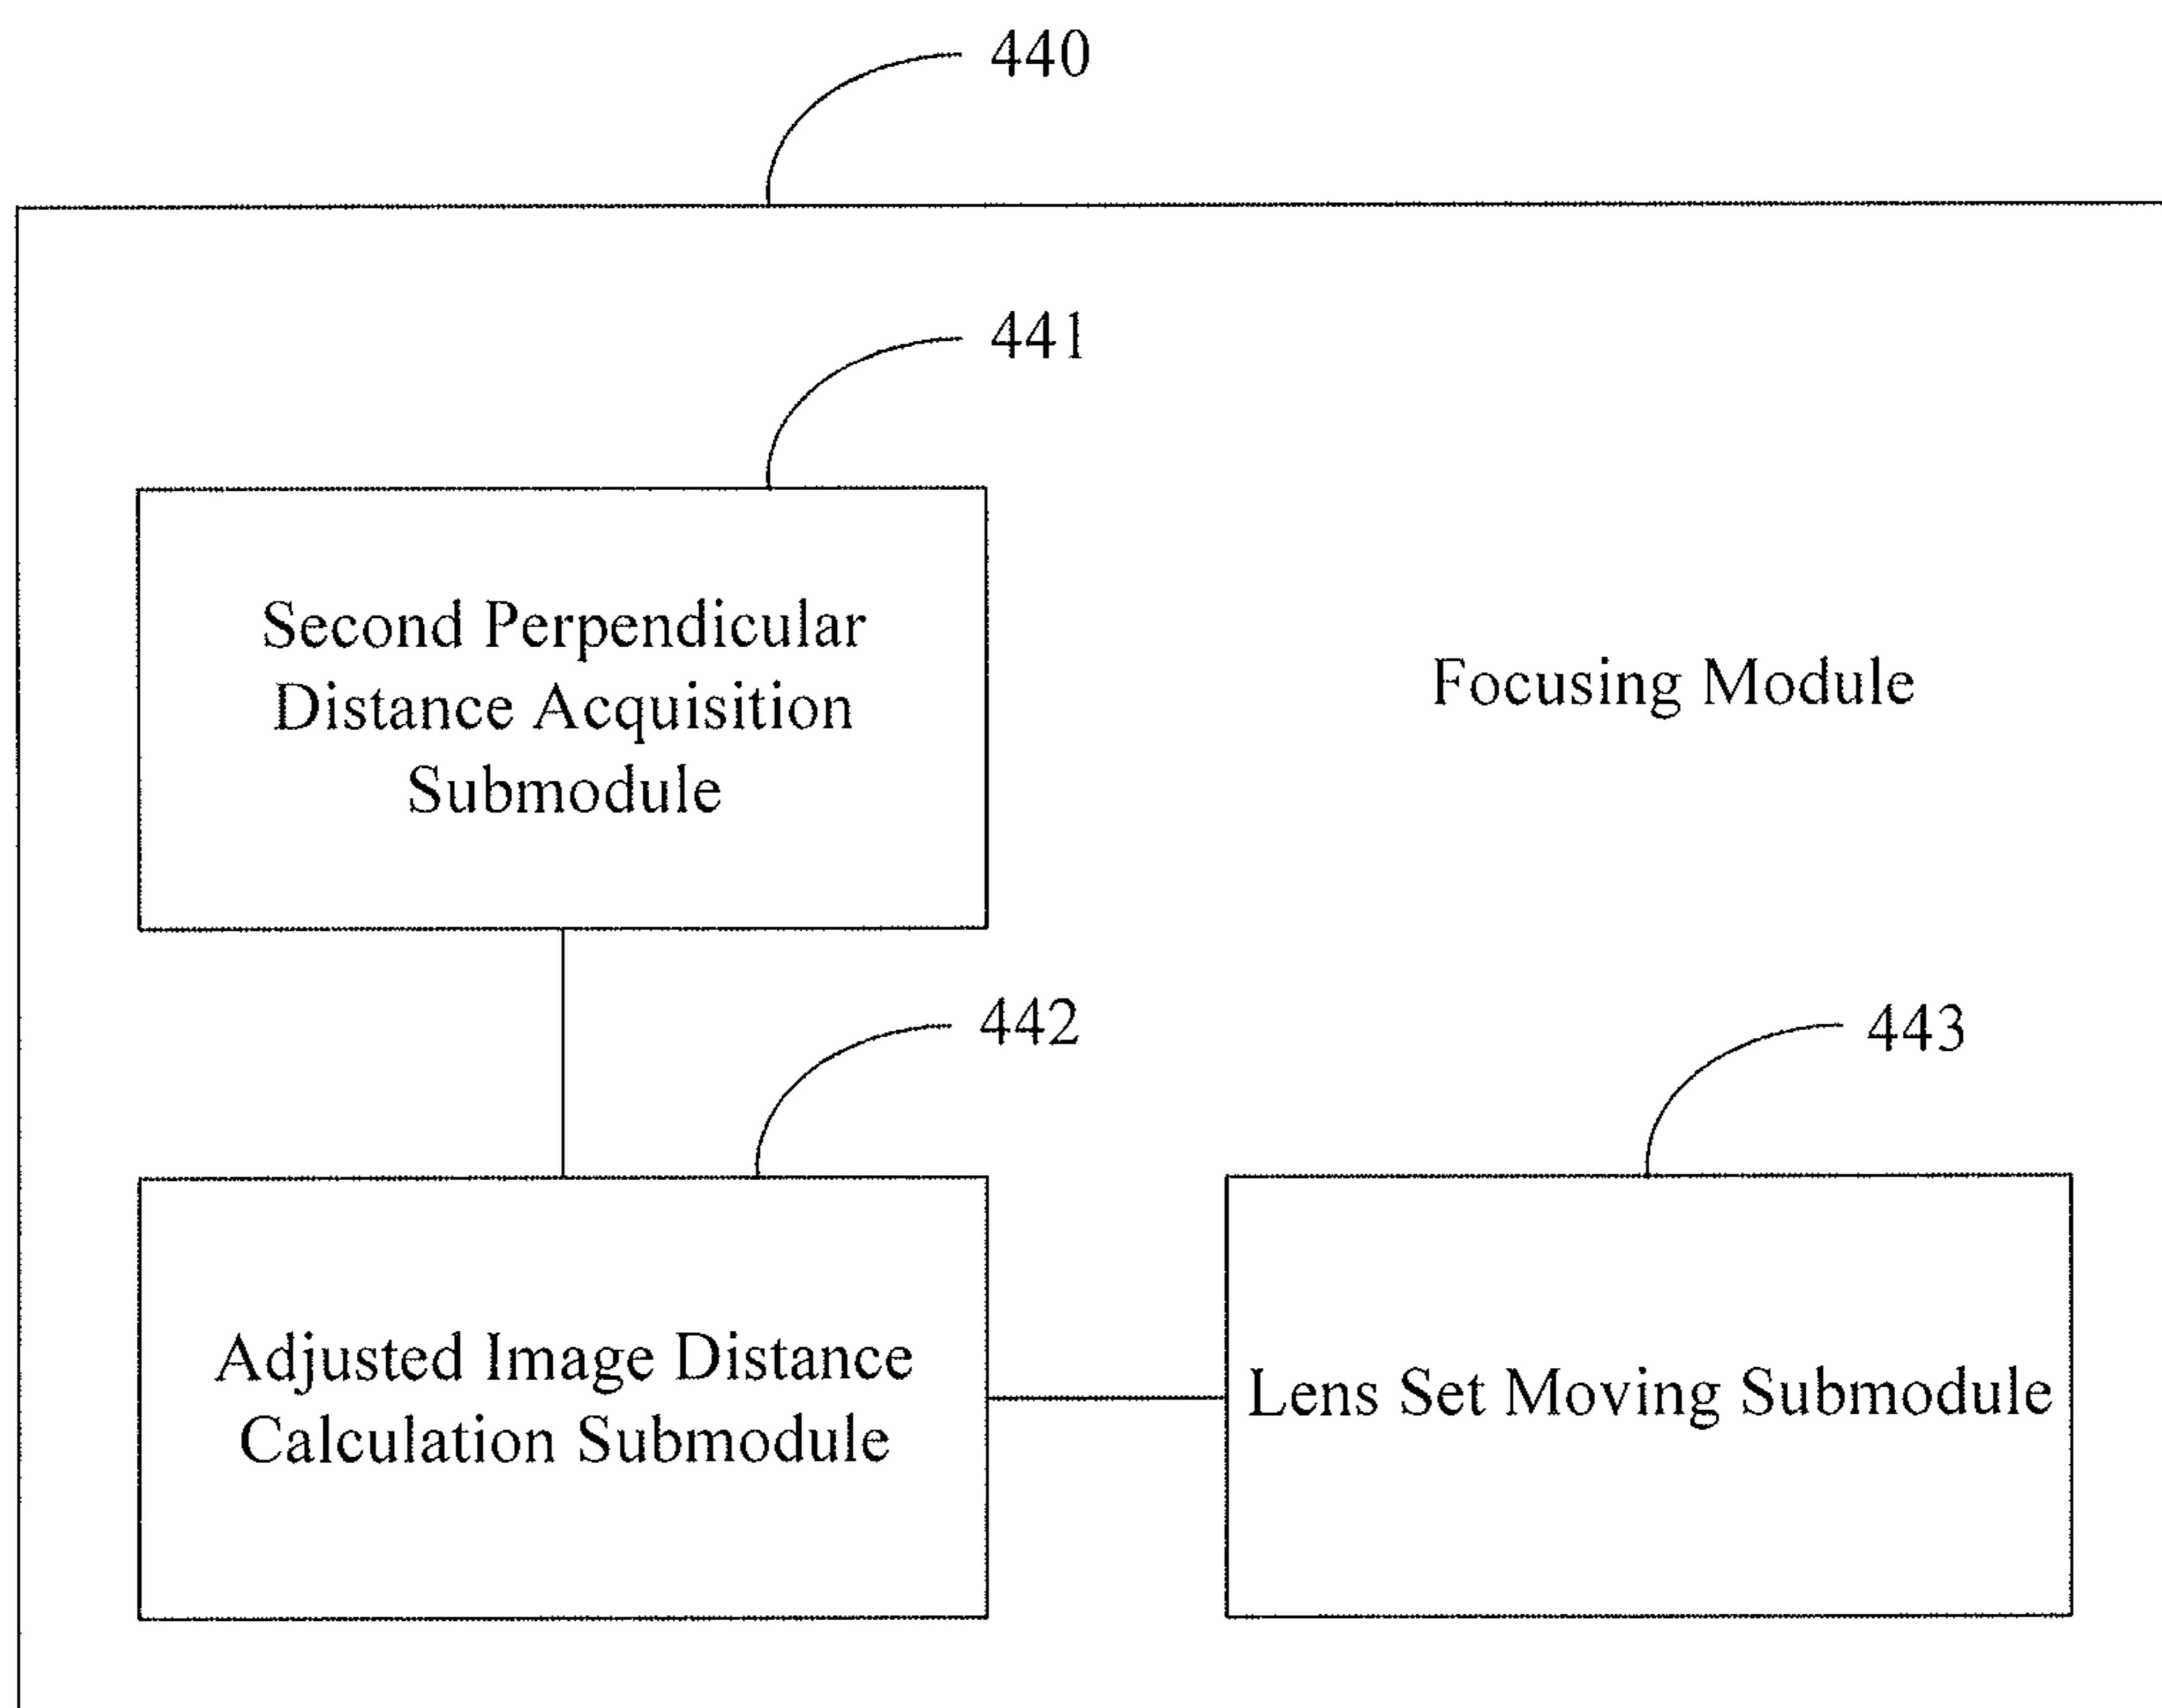 440
441
Second Perpendicular
Distance Acquisition
Submodule
Focusing Module
442
443
Adjusted Image Distance
Calculation Submodule
Lens Set Moving Submodule